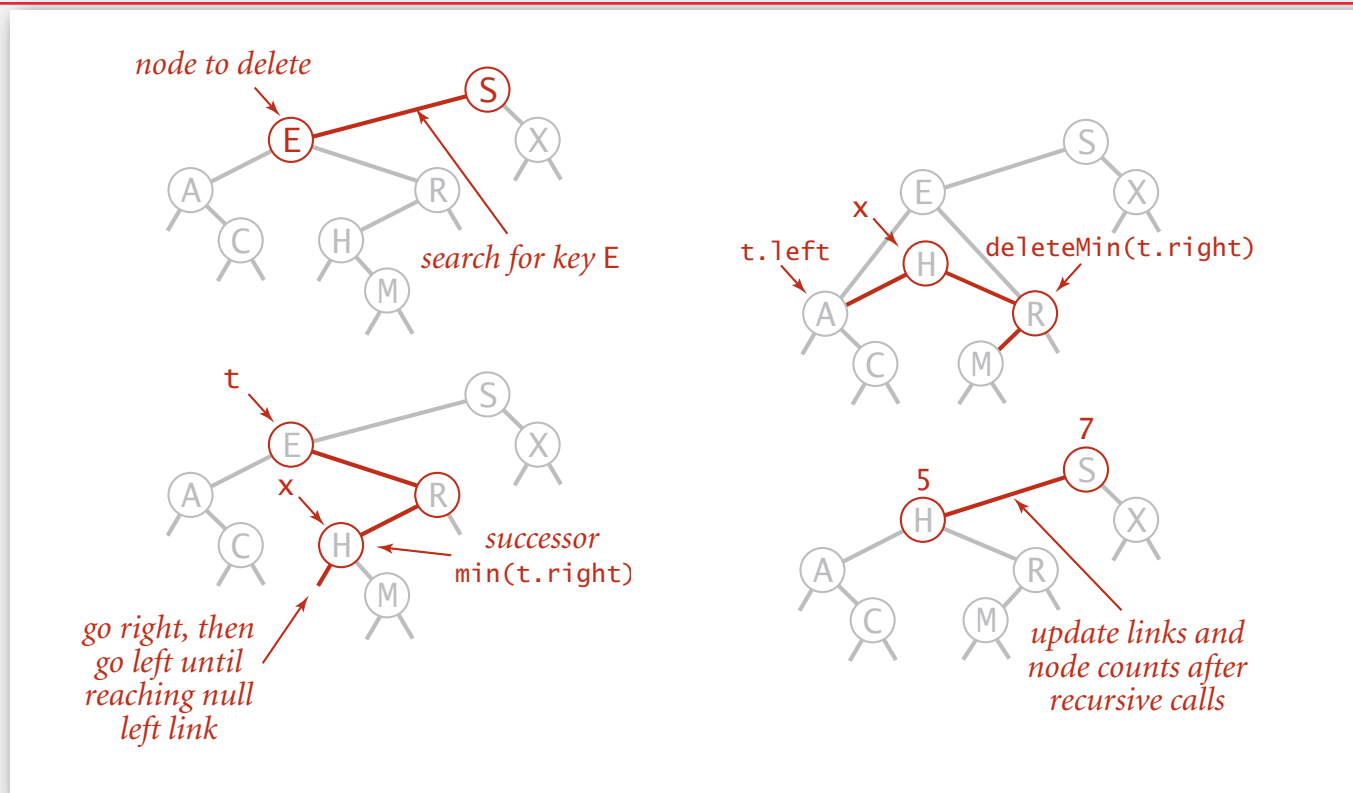 node to delete
S
E
X
A
R
C
H
search for key E
M
t
S
E
X
x
A
R
C
H
successor
min(t.right)
M
go right, then
go left until
reaching null
left link
S
E
X
x
t.left
H
deleteMin(t.right)
A
R
C
M
7
5
S
H
X
A
R
C
M
update links and
node counts after
recursive calls